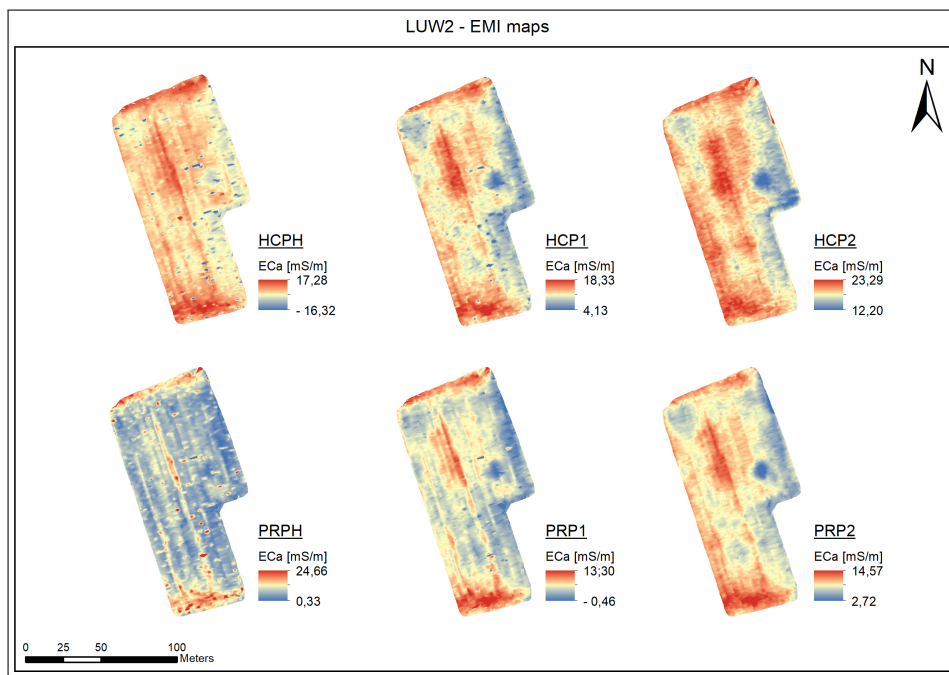 LUW2 - EMI maps
N
HCPH
ECa [mS/m]
17,28
- 16,32
HCP1
ECa [mS/m]
18,33
4,13
HCP2
ECa [mS/m]
23,29
12,20
PRPH
ECa [mS/m]
24,66
0,33
PRP1
ECa [mS/m]
13;30
- 0,46
PRP2
ECa [mS/m]
14,57
2,72
0 25 50 100
Meters